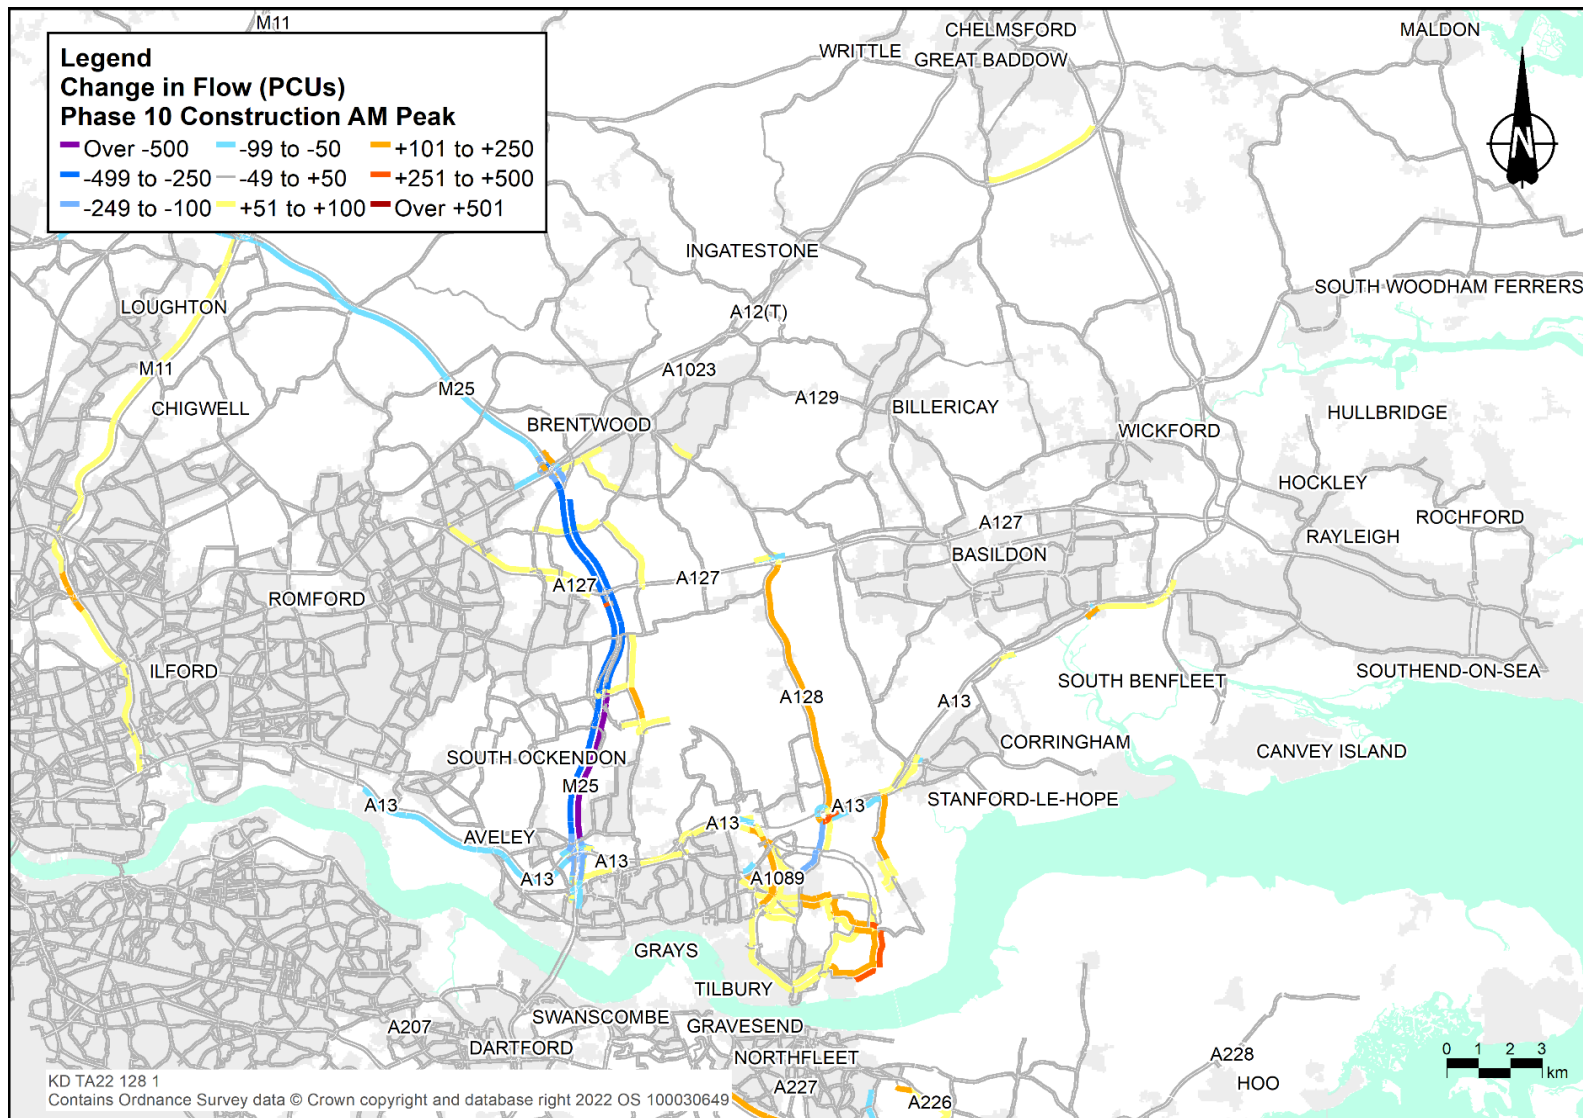 M11
CHELMSFORD
MALDON
WRITTLE
GREAT BADDOW
Legend
Change in Flow (PCUs)
Phase 10 Construction AM Peak
Over -500
-99 to -50
+101 to +250
-499 to -250
-49 to +50
+251 to +500
-249 to -100
+51 to +100
Over +501
N
INGATESTONE
SOUTH WOODHAM FERRERS
LOUGHTON
A12(T)
M11
A1023
M25
A129
CHIGWELL
BILLERICAY
HULLBRIDGE
BRENTWOOD
WICKFORD
HOCKLEY
ROCHFORD
A127
RAYLEIGH
BASILDON
A127
A127
ROMFORD
ILFORD
SOUTHEND-ON-SEA
SOUTH BENFLEET
A128
A13
CORRINGHAM
CANVEY ISLAND
SOUTH OCKENDON
M25
STANFORD-LE-HOPE
A13
A13
A13
AVELEY
A13
A13
A1089
GRAYS
TILBURY
SWANSCOMBE
GRAVESEND
A207
DARTFORD
NORTHFLEET
A228
HOO
A227
A226
0 1 2 3
km
KD TA22 128 1
Contains Ordnance Survey data © Crown copyright and database right 2022 OS 100030649